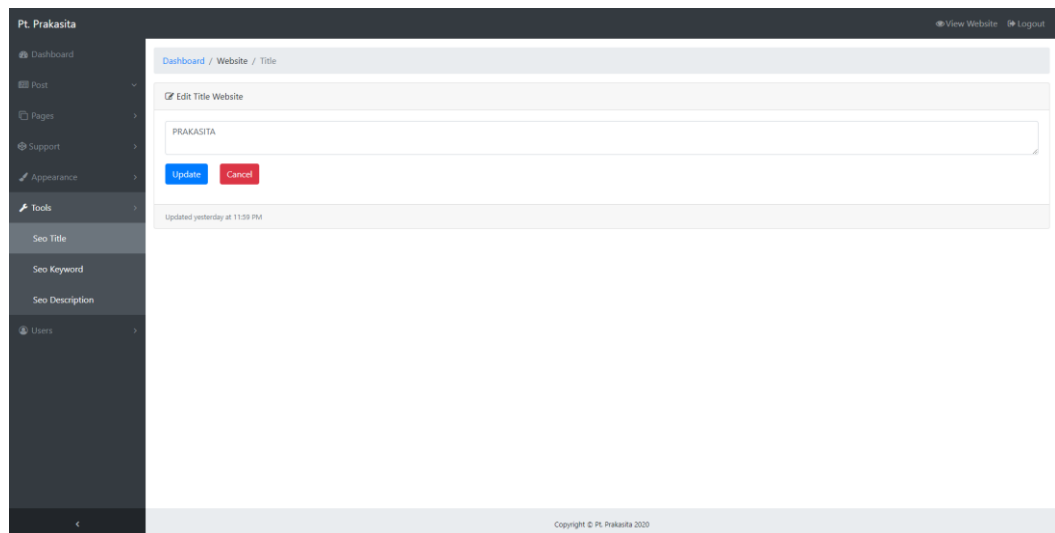 Pt. Prakasita
View Website Logout
Dashboard
Post
Pages
Support
Appearance
Tools
Seo Title
Seo Keyword
Seo Description
Users
Dashboard / Website / Title
Edit Title Website
PRAKASITA
Update Cancel
Updated yesterday at 11:59 PM
Copyright © Pt. Prakasita 2020